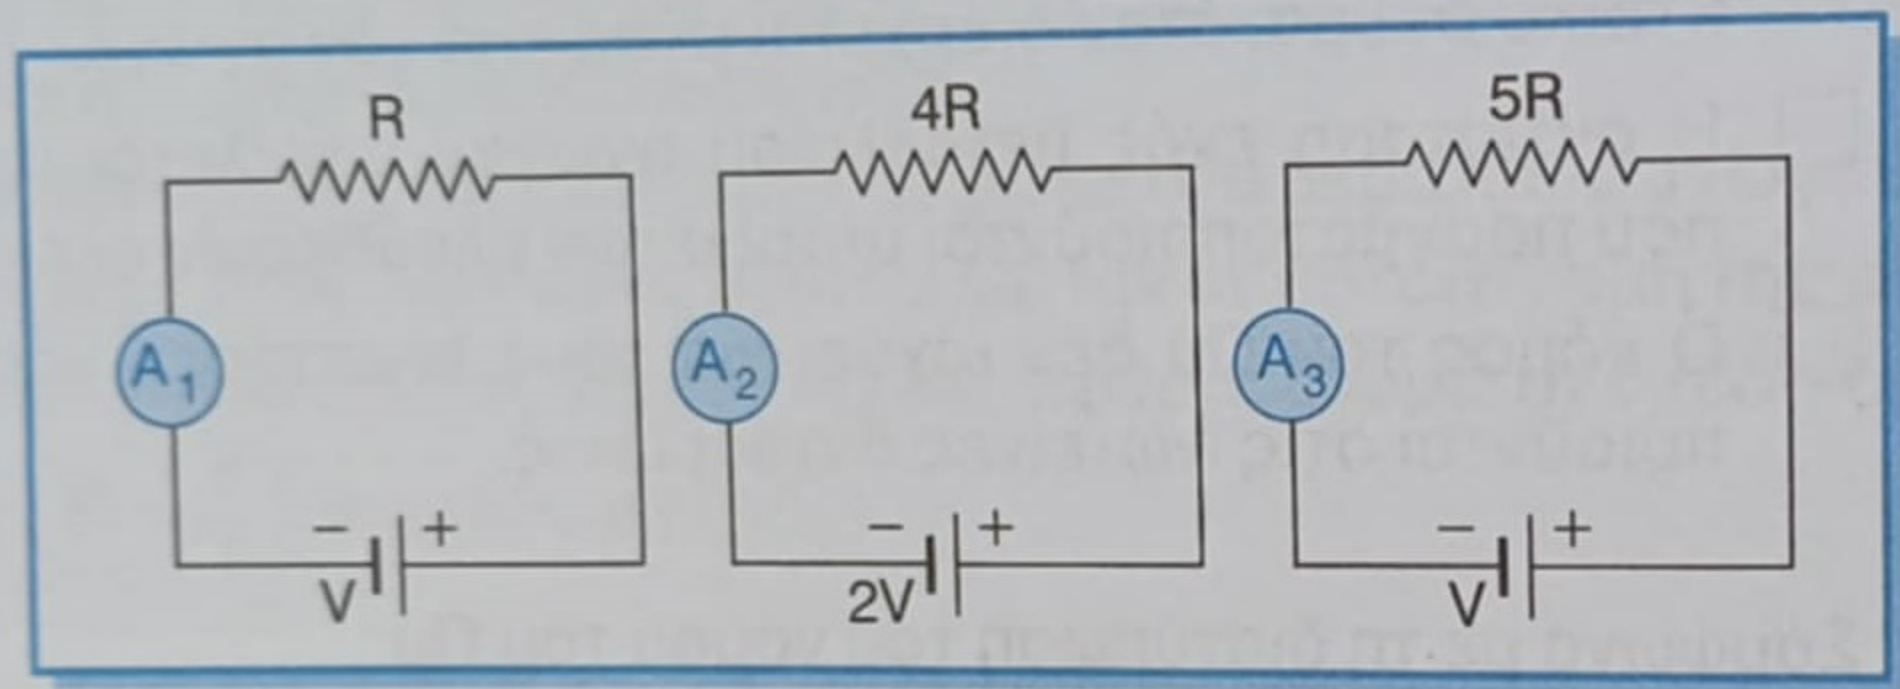 R 4R 5R
A1 A2 A3
− + − + − +
V 2V V